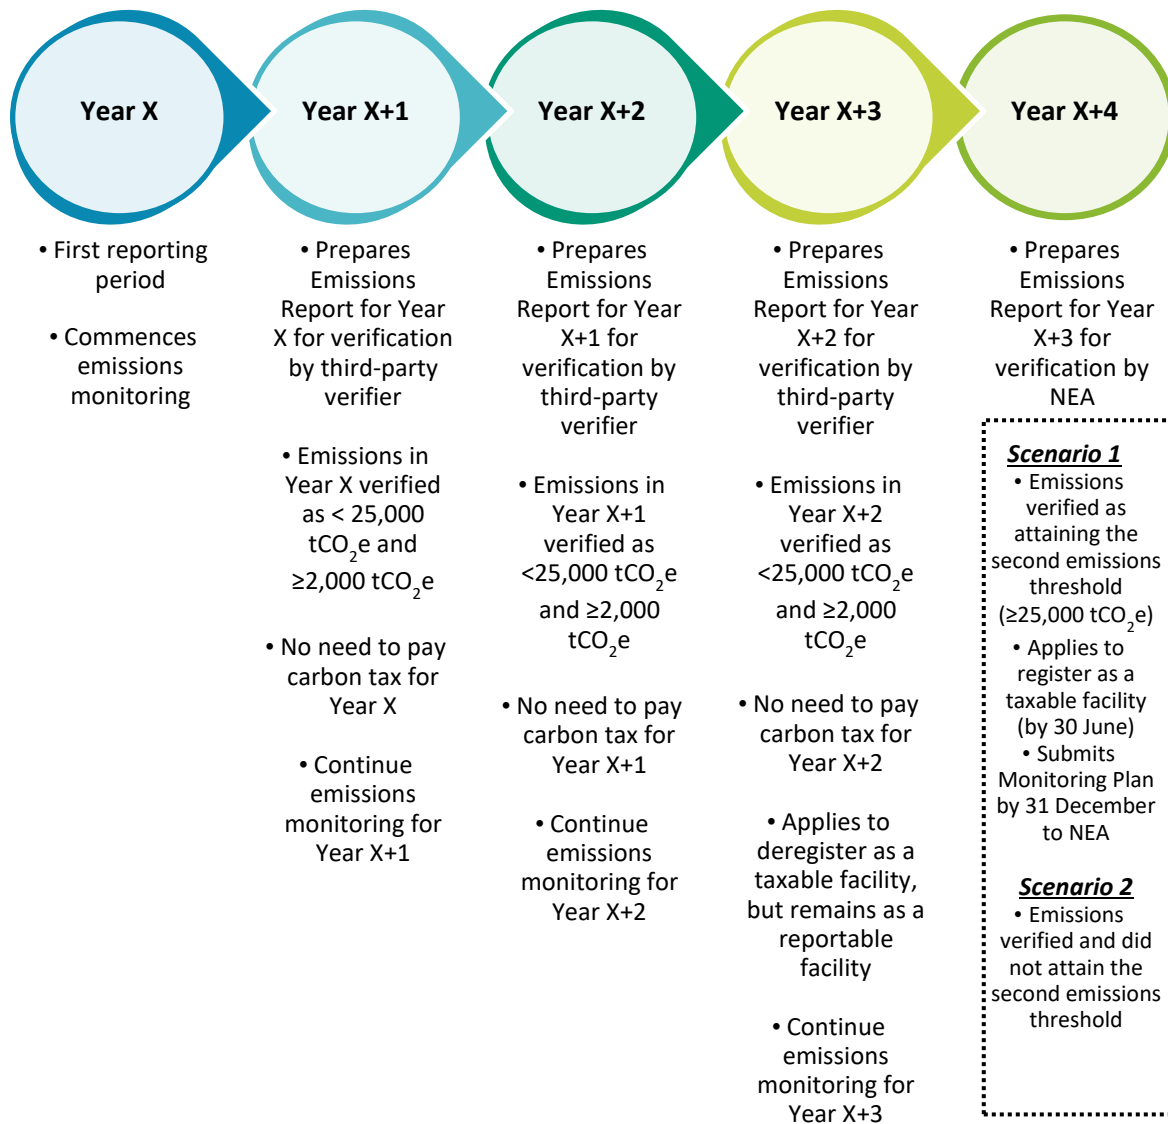 Year X
Year X+1
Year X+2
Year X+3
Year X+4
• First reporting
period
• Commences
emissions
monitoring
• Prepares
Emissions
Report for Year
X for verification
by third-party
verifier
• Emissions in
Year X verified
as < 25,000
tCO₂e and
≥2,000 tCO₂e
• No need to pay
carbon tax for
Year X
• Continue
emissions
monitoring for
Year X+1
• Prepares
Emissions
Report for Year
X+1 for
verification by
third-party
verifier
• Emissions in
Year X+1
verified as
<25,000 tCO₂e
and ≥2,000
tCO₂e
• No need to pay
carbon tax for
Year X+1
• Continue
emissions
monitoring for
Year X+2
• Prepares
Emissions
Report for Year
X+2 for
verification by
third-party
verifier
• Emissions in
Year X+2
verified as
<25,000 tCO₂e
and ≥2,000
tCO₂e
• No need to pay
carbon tax for
Year X+2
• Applies to
deregister as a
taxable facility,
but remains as a
reportable
facility
• Continue
emissions
monitoring for
Year X+3
• Prepares
Emissions
Report for Year
X+3 for
verification by
NEA
Scenario 1
• Emissions
verified as
attaining the
second emissions
threshold
(≥25,000 tCO₂e)
• Applies to
register as a
taxable facility
(by 30 June)
• Submits
Monitoring Plan
by 31 December
to NEA
Scenario 2
• Emissions
verified and did
not attain the
second emissions
threshold